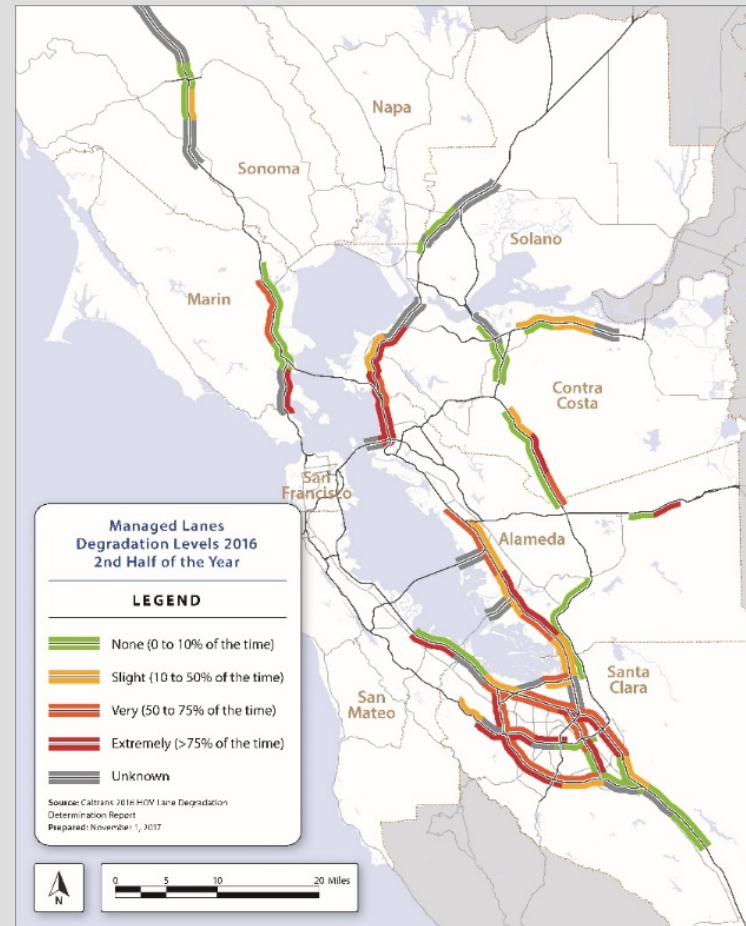 Napa
Sonoma
Solano
Marin
Contra
Costa
San
Francisco
Alameda
Santa
Clara
San
Mateo
Managed Lanes
Degradation Levels 2016
2nd Half of the Year
LEGEND
None (0 to 10% of the time)
Slight (10 to 50% of the time)
Very (50 to 75% of the time)
Extremely (>75% of the time)
Unknown
Source: Caltrans 2016 HOV Lane Degradation
Determination Report
Prepared: November 1, 2017
N
0 5 10 20 Miles